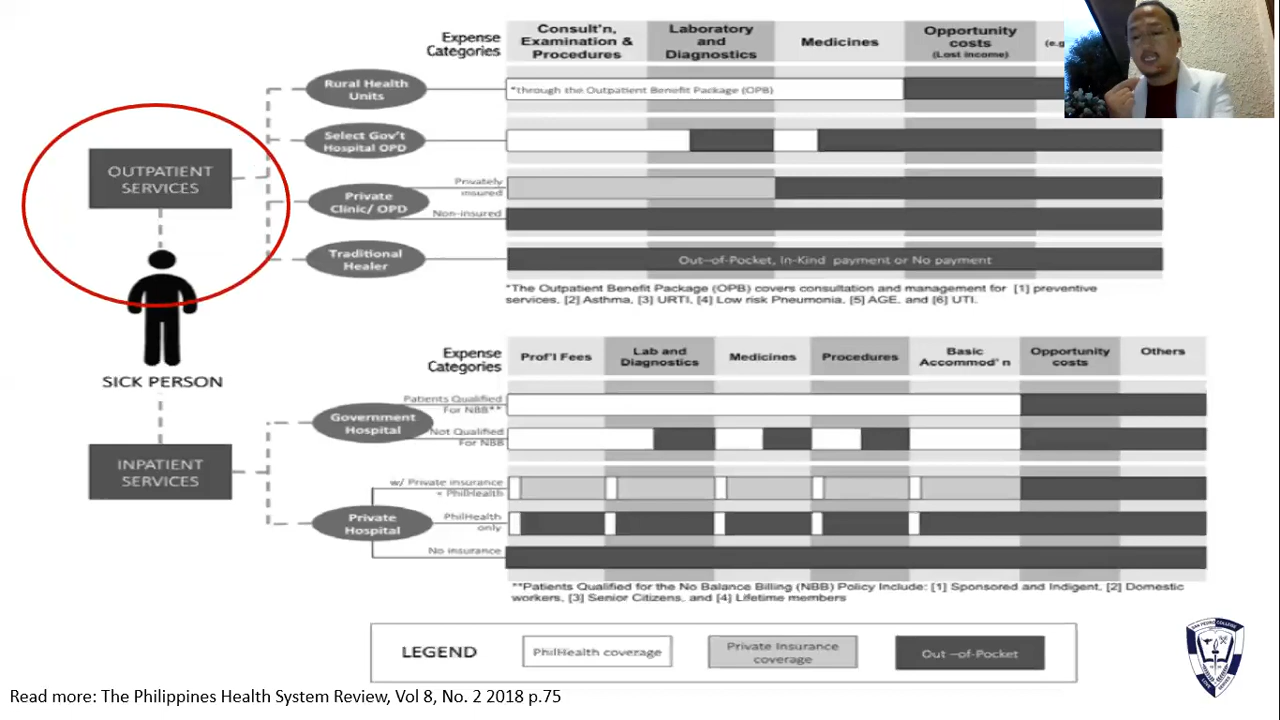 Expense
Categories
Consult'n,
Examination &
Procedures
Laboratory
and
Diagnostics
Medicines
Opportunity
costs
(Lost income)
(e.g
Rural Health
Units
*through the Outpatient Benefit Package (OPB)
Select Gov't
Hospital OPD
OUTPATIENT
SERVICES
Private
Clinic/ OPD
Privately
insured
Non-insured
Traditional
Healer
Out-of-Pocket, In-Kind payment or No payment
*The Outpatient Benefit Package (OPB) covers consultation and management for [1] preventive
services, [2] Asthma, [3] URTI, [4] Low risk Pneumonia, [5] AGE, and [6] UTI.
SICK PERSON
Expense
Categories
Prof'l Fees
Lab and
Diagnostics
Medicines
Procedures
Basic
Accommod'n
Opportunity
costs
Others
Government
Hospital
Patients Qualified
For NBB**
Not Qualified
For NBB
INPATIENT
SERVICES
Private
Hospital
w/ Private insurance
+ PhilHealth
PhilHealth
only
No insurance
**Patients Qualified for the No Balance Billing (NBB) Policy Include: [1] Sponsored and Indigent, [2] Domestic
workers, [3] Senior Citizens, and [4] Lifetime members
LEGEND
PhilHealth coverage
Private Insurance
coverage
Out –of-Pocket
SAN PEDRO COLLEGE
Read more: The Philippines Health System Review, Vol 8, No. 2 2018 p.75